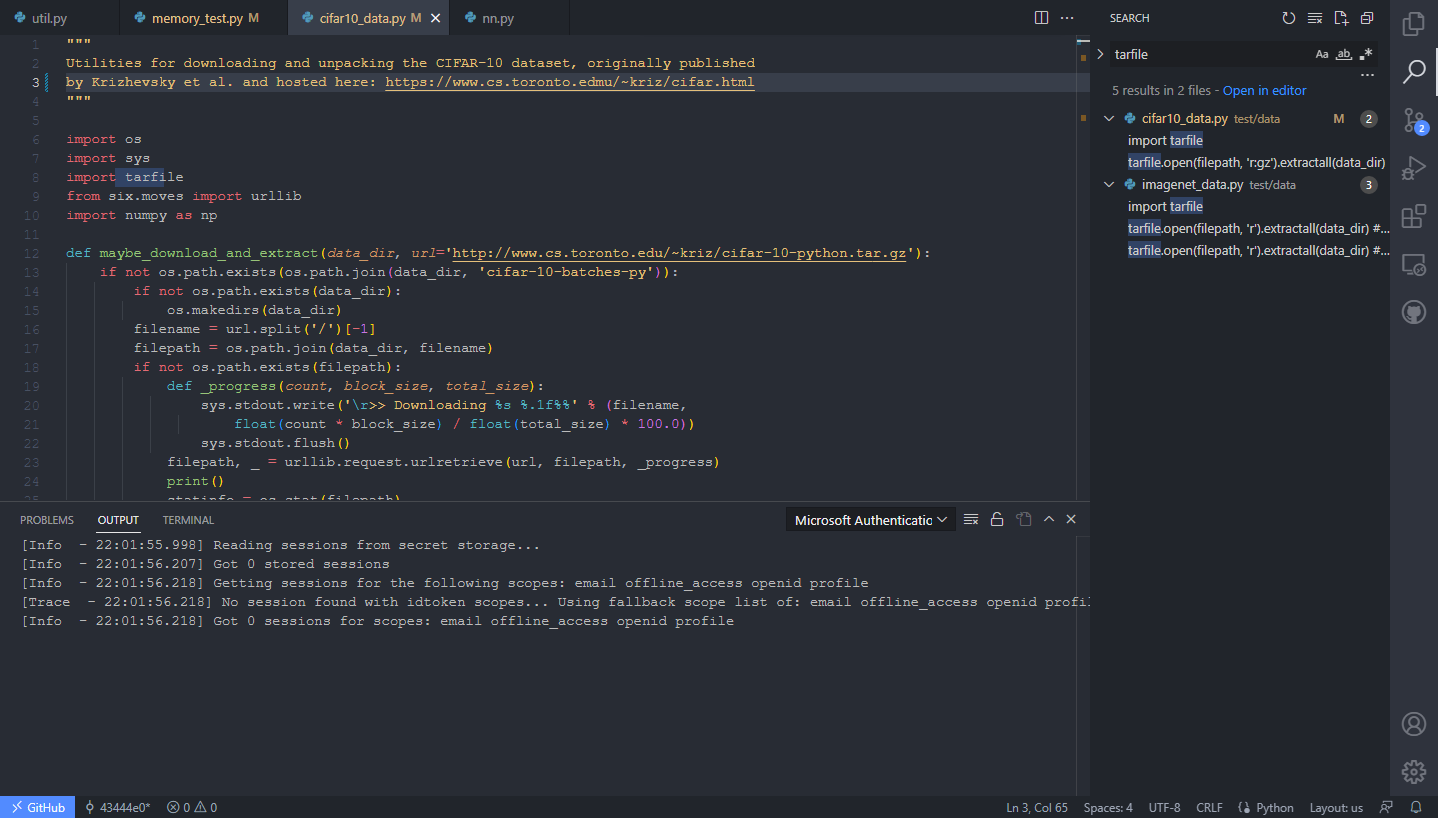 util.py
memory_test.py M
cifar10_data.py M
nn.py
1 """
2 Utilities for downloading and unpacking the CIFAR-10 dataset, originally published
3 by Krizhevsky et al. and hosted here: https://www.cs.toronto.edmu/~kriz/cifar.html
4 """
5
6 import os
7 import sys
8 import tarfile
9 from six.moves import urllib
10 import numpy as np
11
12 def maybe_download_and_extract(data_dir, url='http://www.cs.toronto.edu/~kriz/cifar-10-python.tar.gz'):
13 if not os.path.exists(os.path.join(data_dir, 'cifar-10-batches-py')):
14 if not os.path.exists(data_dir):
15 os.makedirs(data_dir)
16 filename = url.split('/')[-1]
17 filepath = os.path.join(data_dir, filename)
18 if not os.path.exists(filepath):
19 def _progress(count, block_size, total_size):
20 sys.stdout.write('\r>> Downloading %s %.1f%%' % (filename,
21 float(count * block_size) / float(total_size) * 100.0))
22 sys.stdout.flush()
23 filepath, _ = urllib.request.urlretrieve(url, filepath, _progress)
24 print()
25 statinfo = os.stat(filepath)
PROBLEMS
OUTPUT
TERMINAL
Microsoft Authenticatio
[Info  - 22:01:55.998] Reading sessions from secret storage...
[Info  - 22:01:56.207] Got 0 stored sessions
[Info  - 22:01:56.218] Getting sessions for the following scopes: email offline_access openid profile
[Trace  - 22:01:56.218] No session found with idtoken scopes... Using fallback scope list of: email offline_access openid profil
[Info  - 22:01:56.218] Got 0 sessions for scopes: email offline_access openid profile
SEARCH
tarfile
Aa ab .*
5 results in 2 files - Open in editor
cifar10_data.py test/data M 2
import tarfile
tarfile.open(filepath, 'r:gz').extractall(data_dir)
imagenet_data.py test/data 3
import tarfile
tarfile.open(filepath, 'r').extractall(data_dir) #...
tarfile.open(filepath, 'r').extractall(data_dir) #...
2
GitHub
43444e0*
0 0
Ln 3, Col 65
Spaces: 4
UTF-8
CRLF
Python
Layout: us